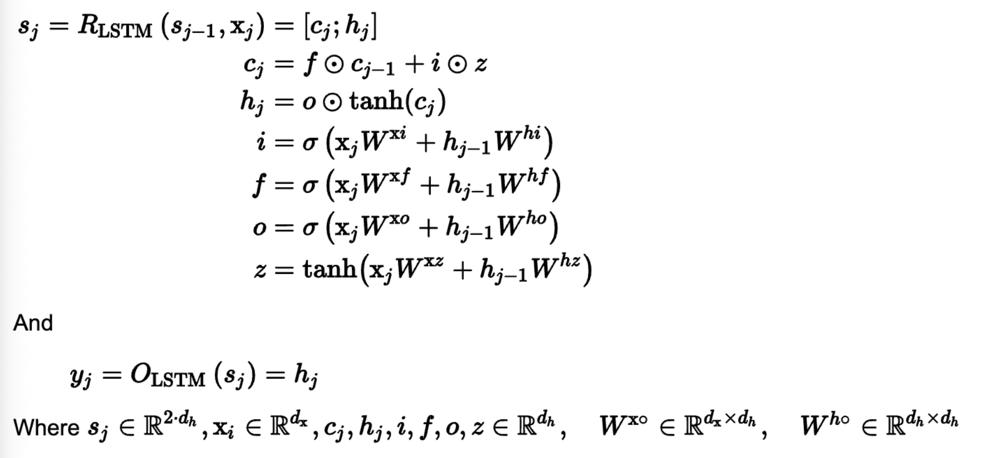 s_j = R_LSTM (s_{j−1}, x_j) = [c_j; h_j]
c_j = f ⊙ c_{j−1} + i ⊙ z
h_j = o ⊙ tanh(c_j)
i = σ (x_j W^{xi} + h_{j−1} W^{hi})
f = σ (x_j W^{xf} + h_{j−1} W^{hf})
o = σ (x_j W^{xo} + h_{j−1} W^{ho})
z = tanh(x_j W^{xz} + h_{j−1} W^{hz})
And
y_j = O_LSTM (s_j) = h_j
Where s_j ∈ ℝ^{2·d_h}, x_i ∈ ℝ^{d_x}, c_j, h_j, i, f, o, z ∈ ℝ^{d_h}, W^{x∘} ∈ ℝ^{d_x×d_h}, W^{h∘} ∈ ℝ^{d_h×d_h}